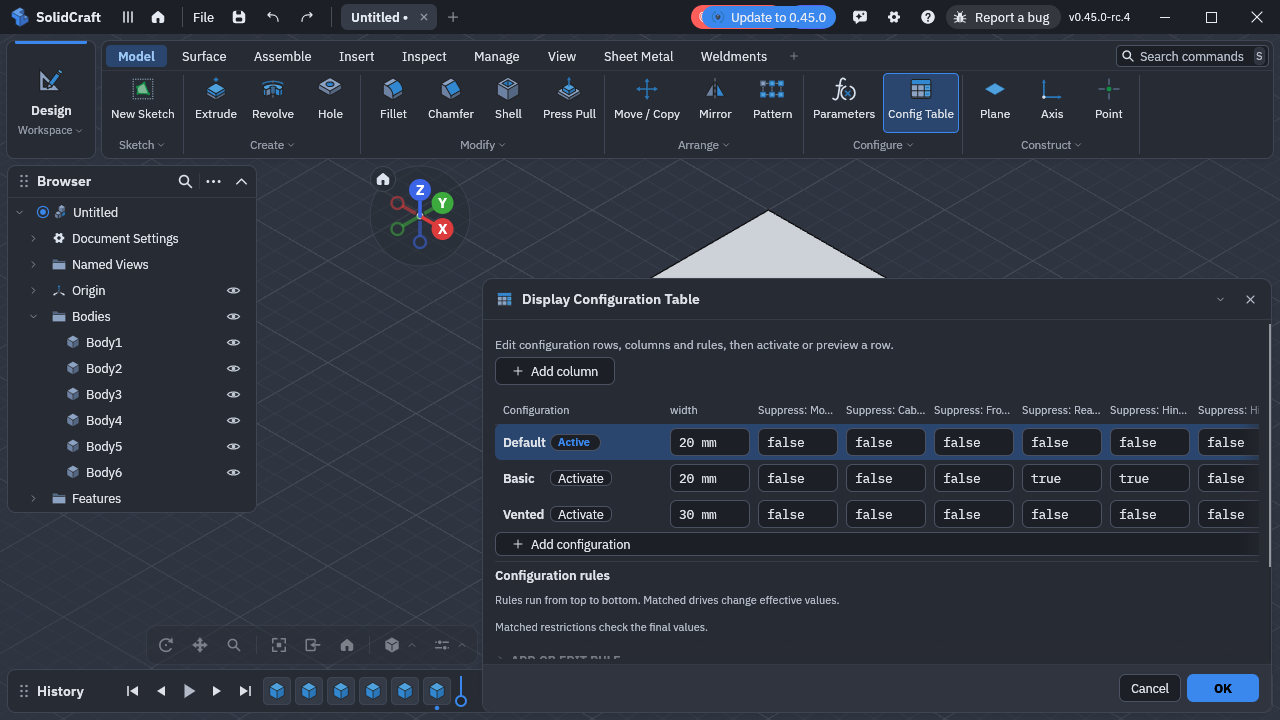 SolidCraft
File
Untitled •
Update to 0.45.0
Report a bug
v0.45.0-rc.4
Design
Workspace
Model
Surface
Assemble
Insert
Inspect
Manage
View
Sheet Metal
Weldments
Search commands
S
New Sketch
Extrude
Revolve
Hole
Fillet
Chamfer
Shell
Press Pull
Move / Copy
Mirror
Pattern
Parameters
Config Table
Plane
Axis
Point
Sketch
Create
Modify
Arrange
Configure
Construct
Browser
Untitled
Document Settings
Named Views
Origin
Bodies
Body1
Body2
Body3
Body4
Body5
Body6
Features
Z
Y
X
Display Configuration Table
Edit configuration rows, columns and rules, then activate or preview a row.
Add column
Configuration width Suppress: Mo... Suppress: Cab... Suppress: Fro... Suppress: Rea... Suppress: Hin... Suppress: Hi
Default Active 20 mm false false false false false false
Basic Activate 20 mm false false false true true false
Vented Activate 30 mm false false false false false false
Add configuration
Configuration rules
Rules run from top to bottom. Matched drives change effective values.
Matched restrictions check the final values.
ADD OR EDIT RULE
History
Cancel
OK